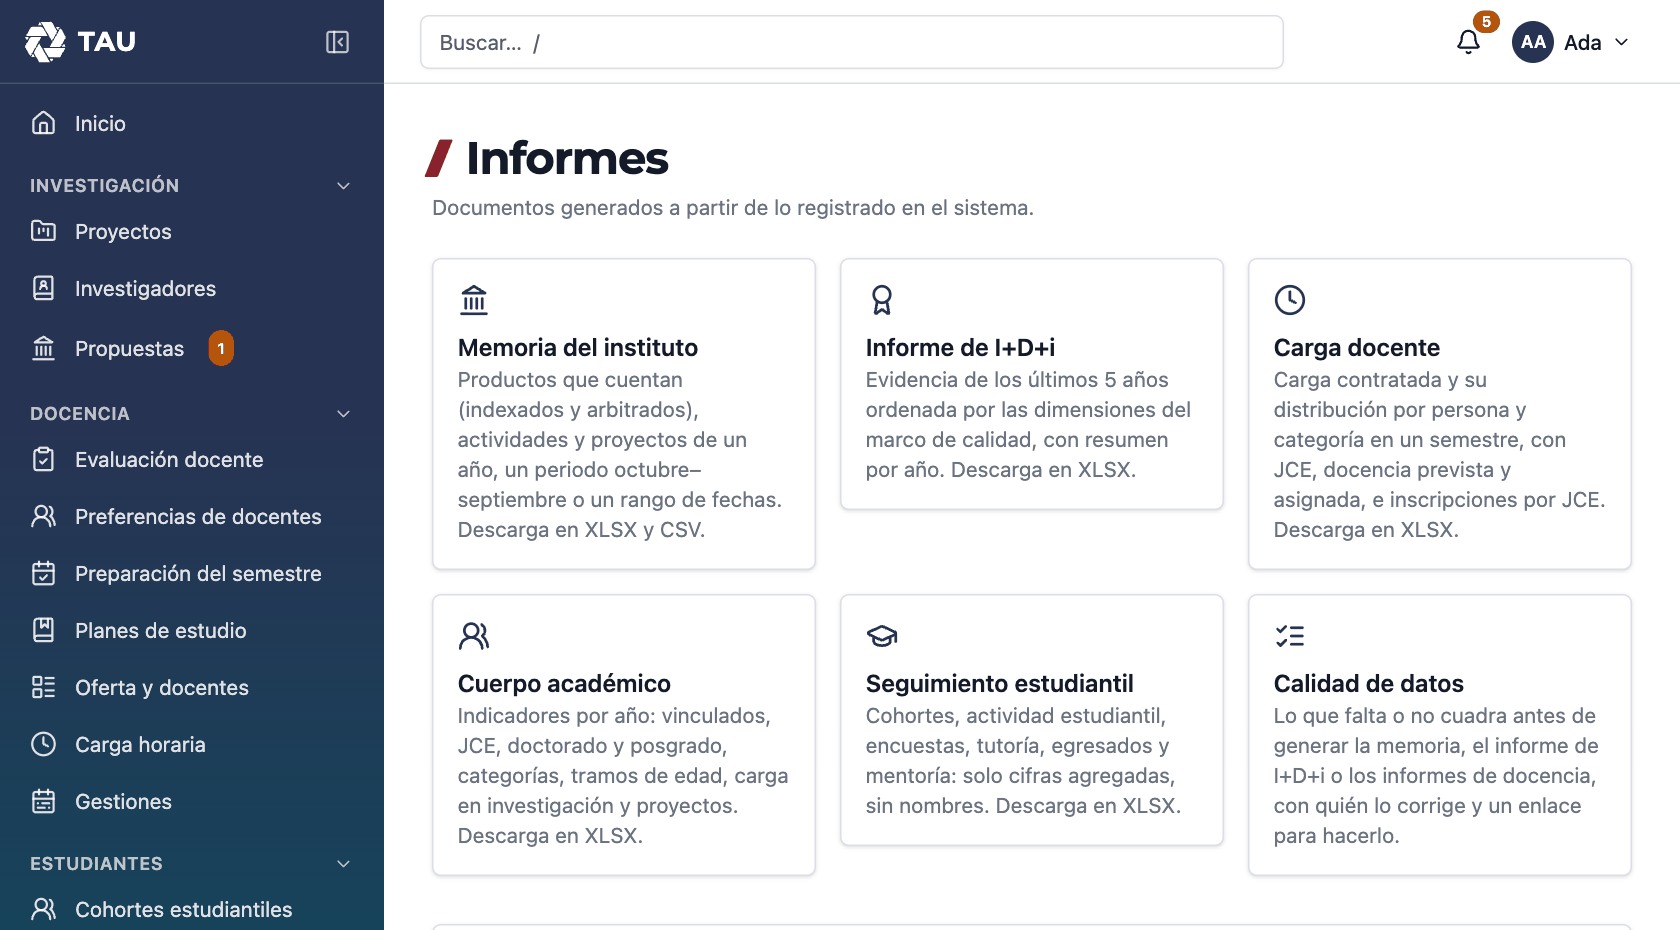 TAU
Buscar... /
5
AA
Ada
Inicio
INVESTIGACIÓN
Proyectos
Investigadores
Propuestas
1
DOCENCIA
Evaluación docente
Preferencias de docentes
Preparación del semestre
Planes de estudio
Oferta y docentes
Carga horaria
Gestiones
ESTUDIANTES
Cohortes estudiantiles
Informes
Documentos generados a partir de lo registrado en el sistema.
Memoria del instituto
Productos que cuentan
(indexados y arbitrados),
actividades y proyectos de un
año, un periodo octubre–
septiembre o un rango de fechas.
Descarga en XLSX y CSV.
Informe de I+D+i
Evidencia de los últimos 5 años
ordenada por las dimensiones del
marco de calidad, con resumen
por año. Descarga en XLSX.
Carga docente
Carga contratada y su
distribución por persona y
categoría en un semestre, con
JCE, docencia prevista y
asignada, e inscripciones por JCE.
Descarga en XLSX.
Cuerpo académico
Indicadores por año: vinculados,
JCE, doctorado y posgrado,
categorías, tramos de edad, carga
en investigación y proyectos.
Descarga en XLSX.
Seguimiento estudiantil
Cohortes, actividad estudiantil,
encuestas, tutoría, egresados y
mentoría: solo cifras agregadas,
sin nombres. Descarga en XLSX.
Calidad de datos
Lo que falta o no cuadra antes de
generar la memoria, el informe de
I+D+i o los informes de docencia,
con quién lo corrige y un enlace
para hacerlo.